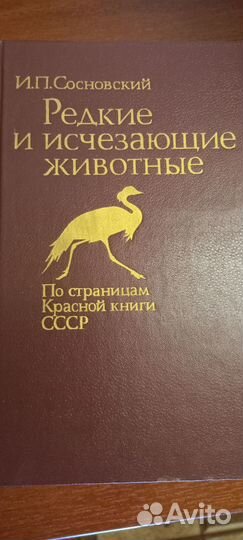 И.П.Сосновский
Редкие
и исчезающие
животные
По страницам
Красной книги
СССР
Avito